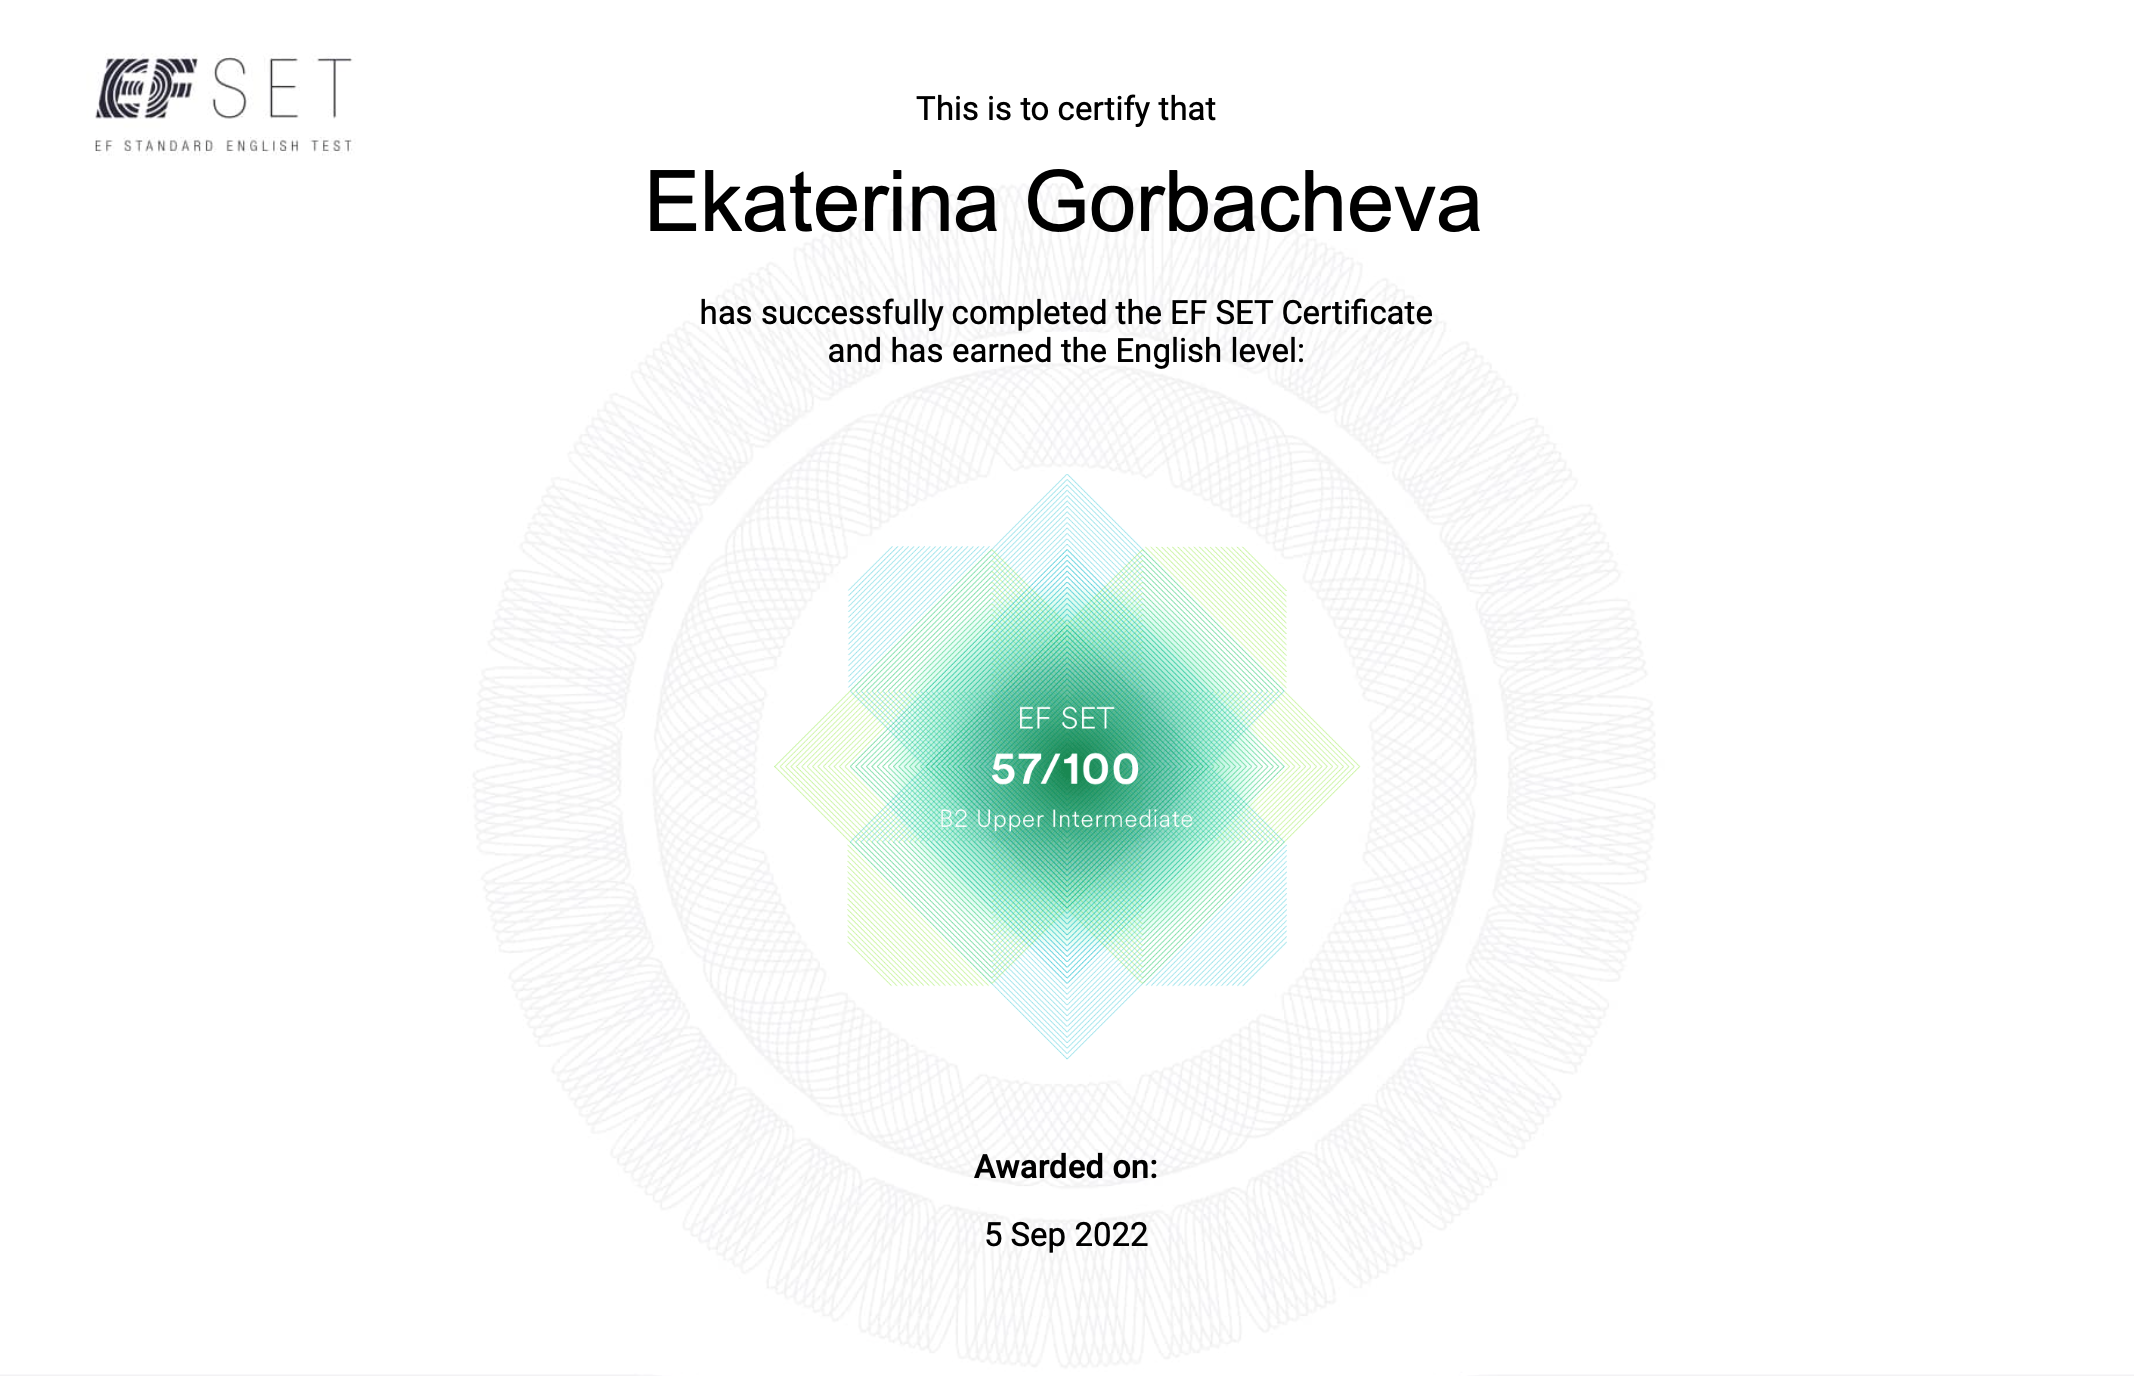 EF SET
EF STANDARD ENGLISH TEST
This is to certify that
Ekaterina Gorbacheva
has successfully completed the EF SET Certificate
and has earned the English level:
EF SET
57/100
B2 Upper Intermediate
Awarded on:
5 Sep 2022